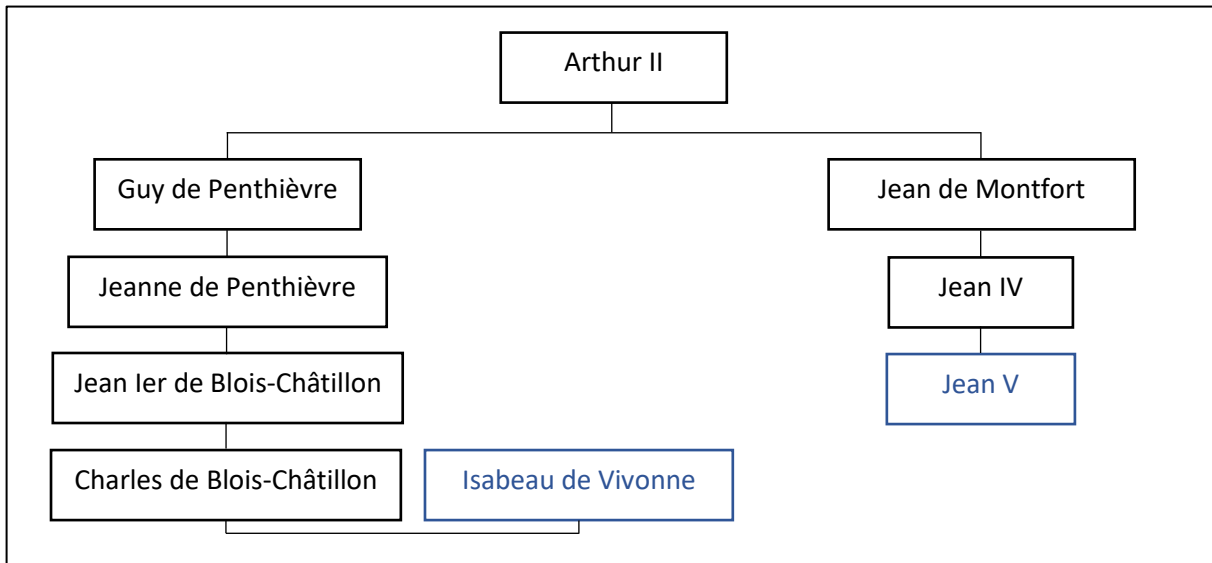 Arthur II
Guy de Penthièvre
Jean de Montfort
Jeanne de Penthièvre
Jean IV
Jean Ier de Blois-Châtillon
Jean V
Charles de Blois-Châtillon
Isabeau de Vivonne